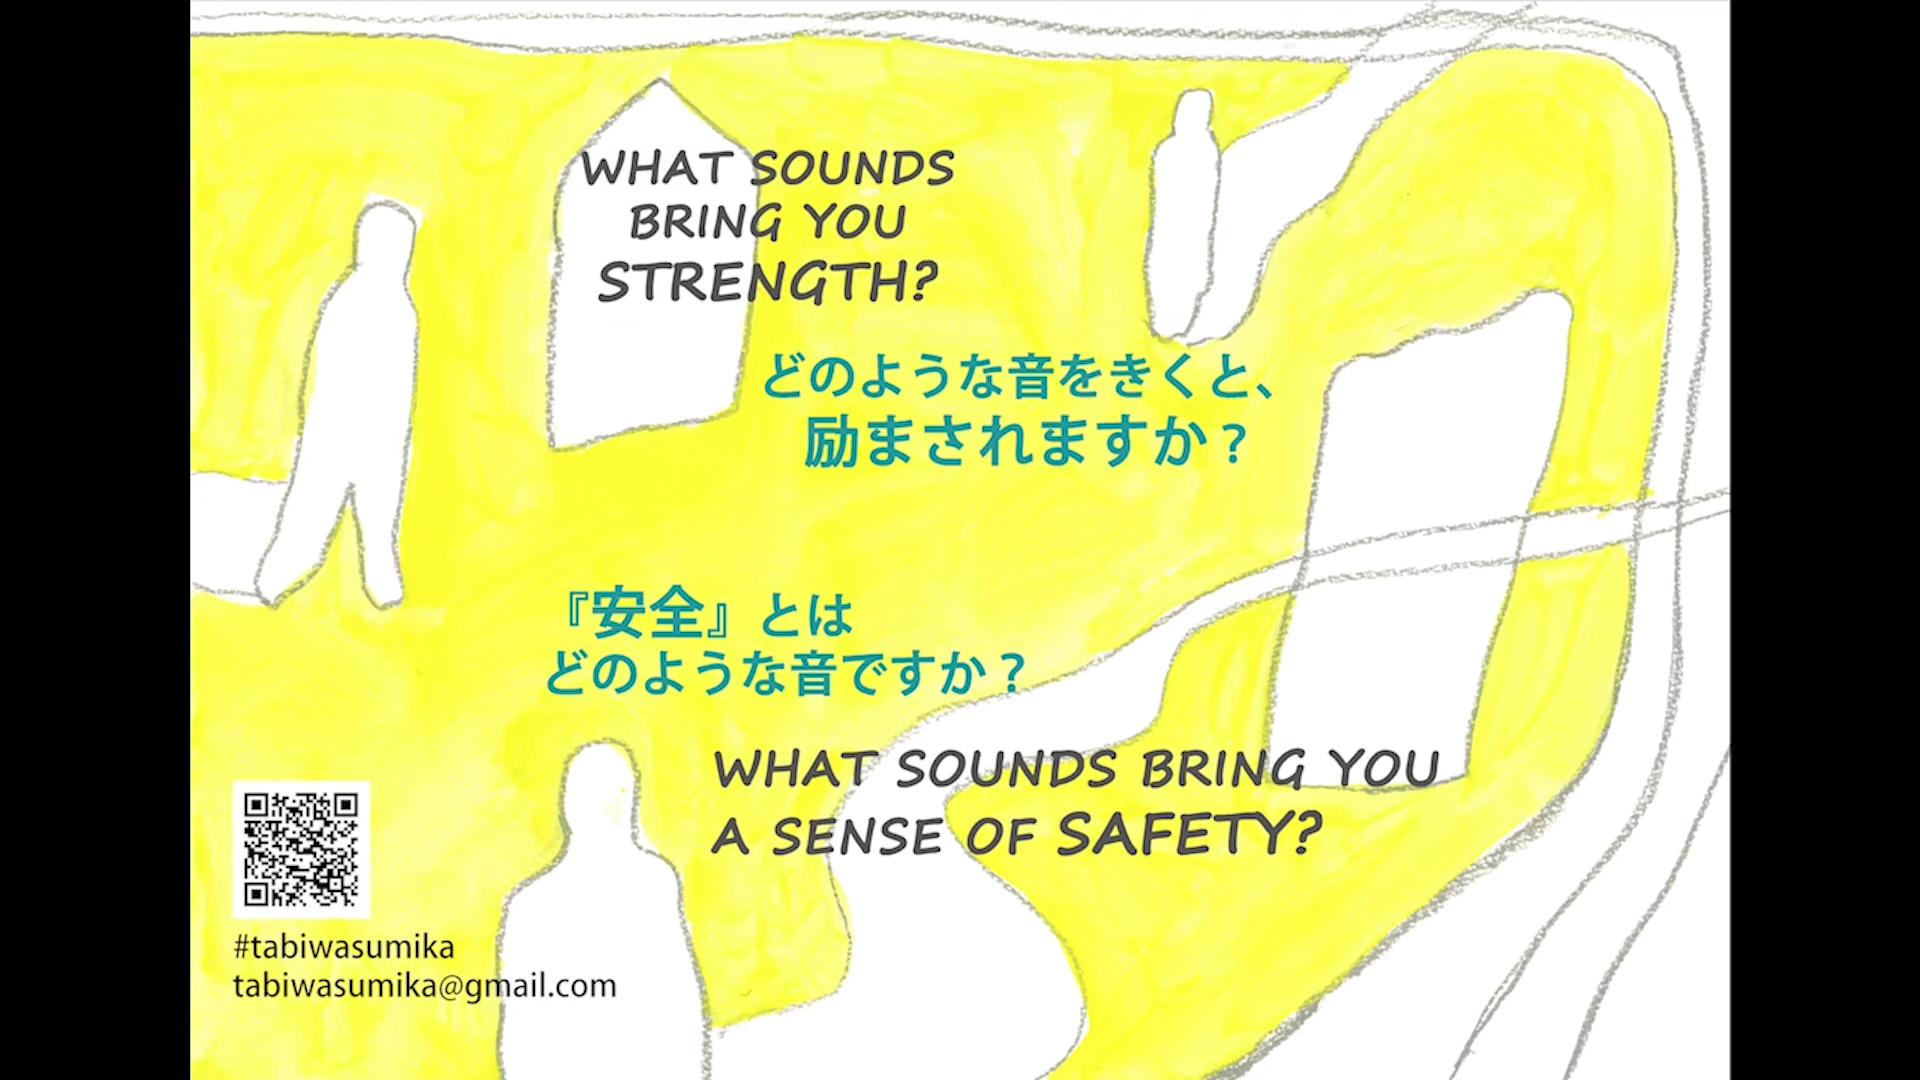 WHAT SOUNDS
BRING YOU
STRENGTH?
どのような音をきくと、
励まされますか？
『安全』とは
どのような音ですか？
WHAT SOUNDS BRING YOU
A SENSE OF SAFETY?
#tabiwasumika
tabiwasumika@gmail.com